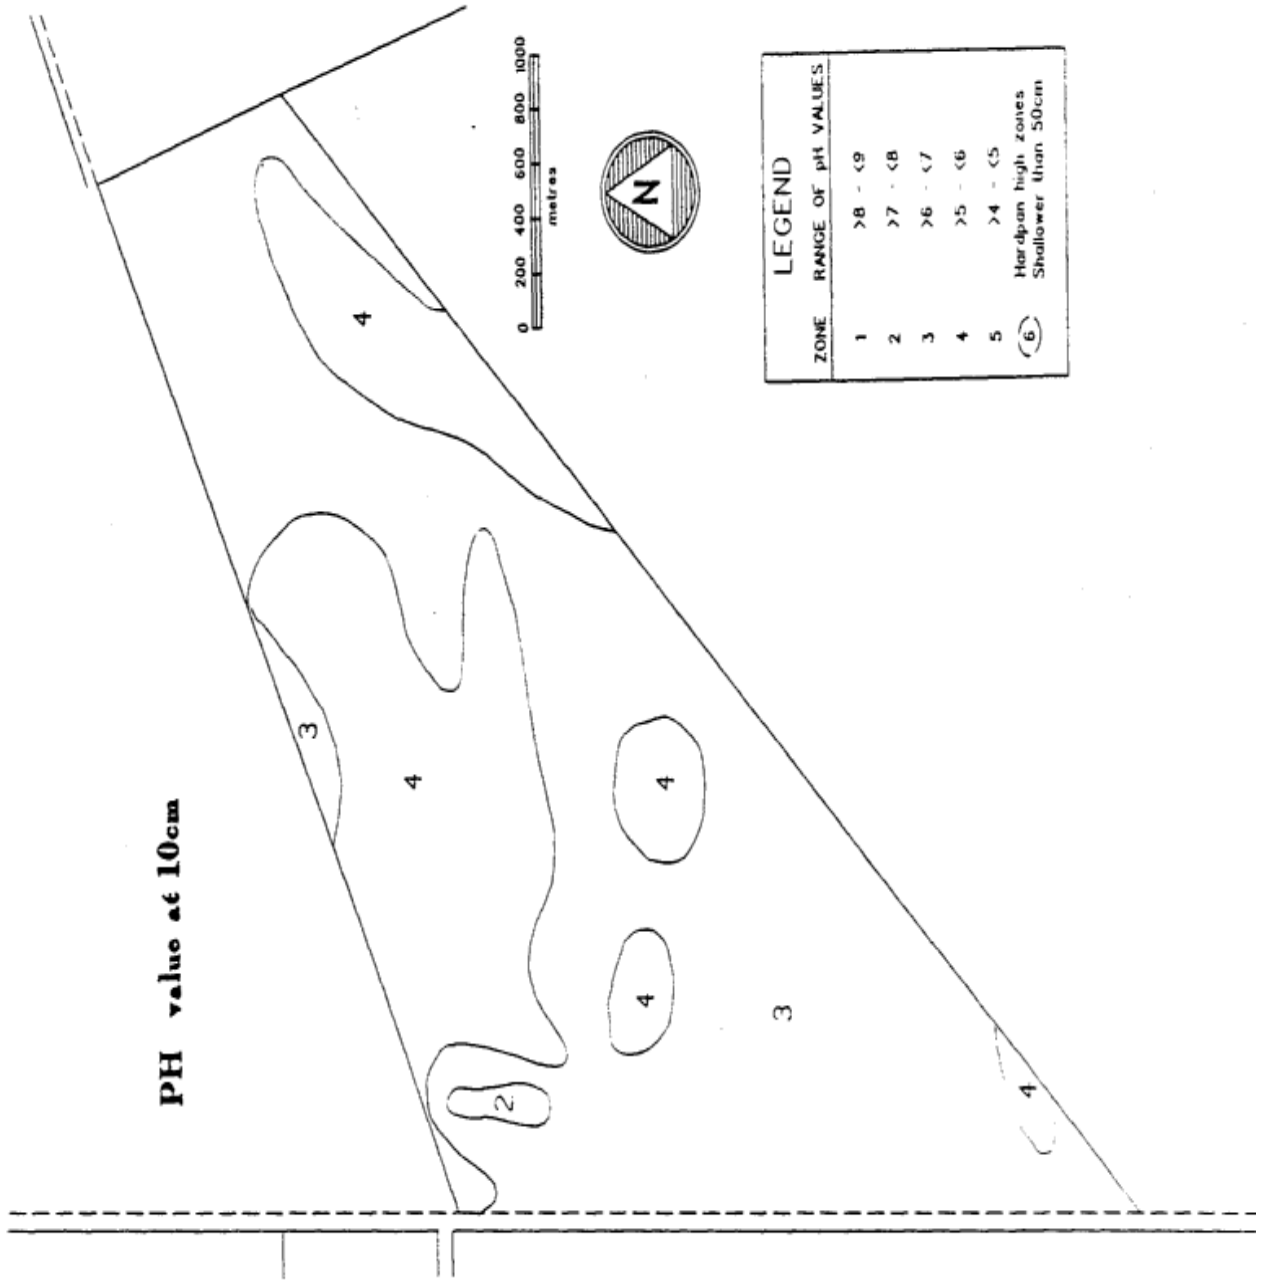 PH value at 10cm
3
4
2
4
4
4
3
4
0 200 400 600 800 1000
metres
N
LEGEND
ZONE RANGE OF pH VALUES
1 >8 - <9
2 >7 - <8
3 >6 - <7
4 >5 - <6
5 >4 - <5
6 Hardpan high zones
Shallower than 50cm